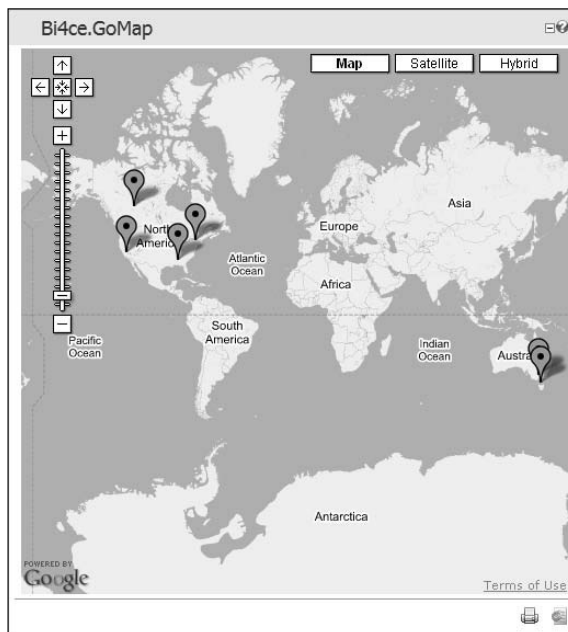 Bi4ce.GoMap
Map Satellite Hybrid
North
America
Europe
Asia
Atlantic
Ocean
Africa
Pacific
Ocean
South
America
Indian
Ocean
Antarctica
POWERED BY
Google
Terms of Use